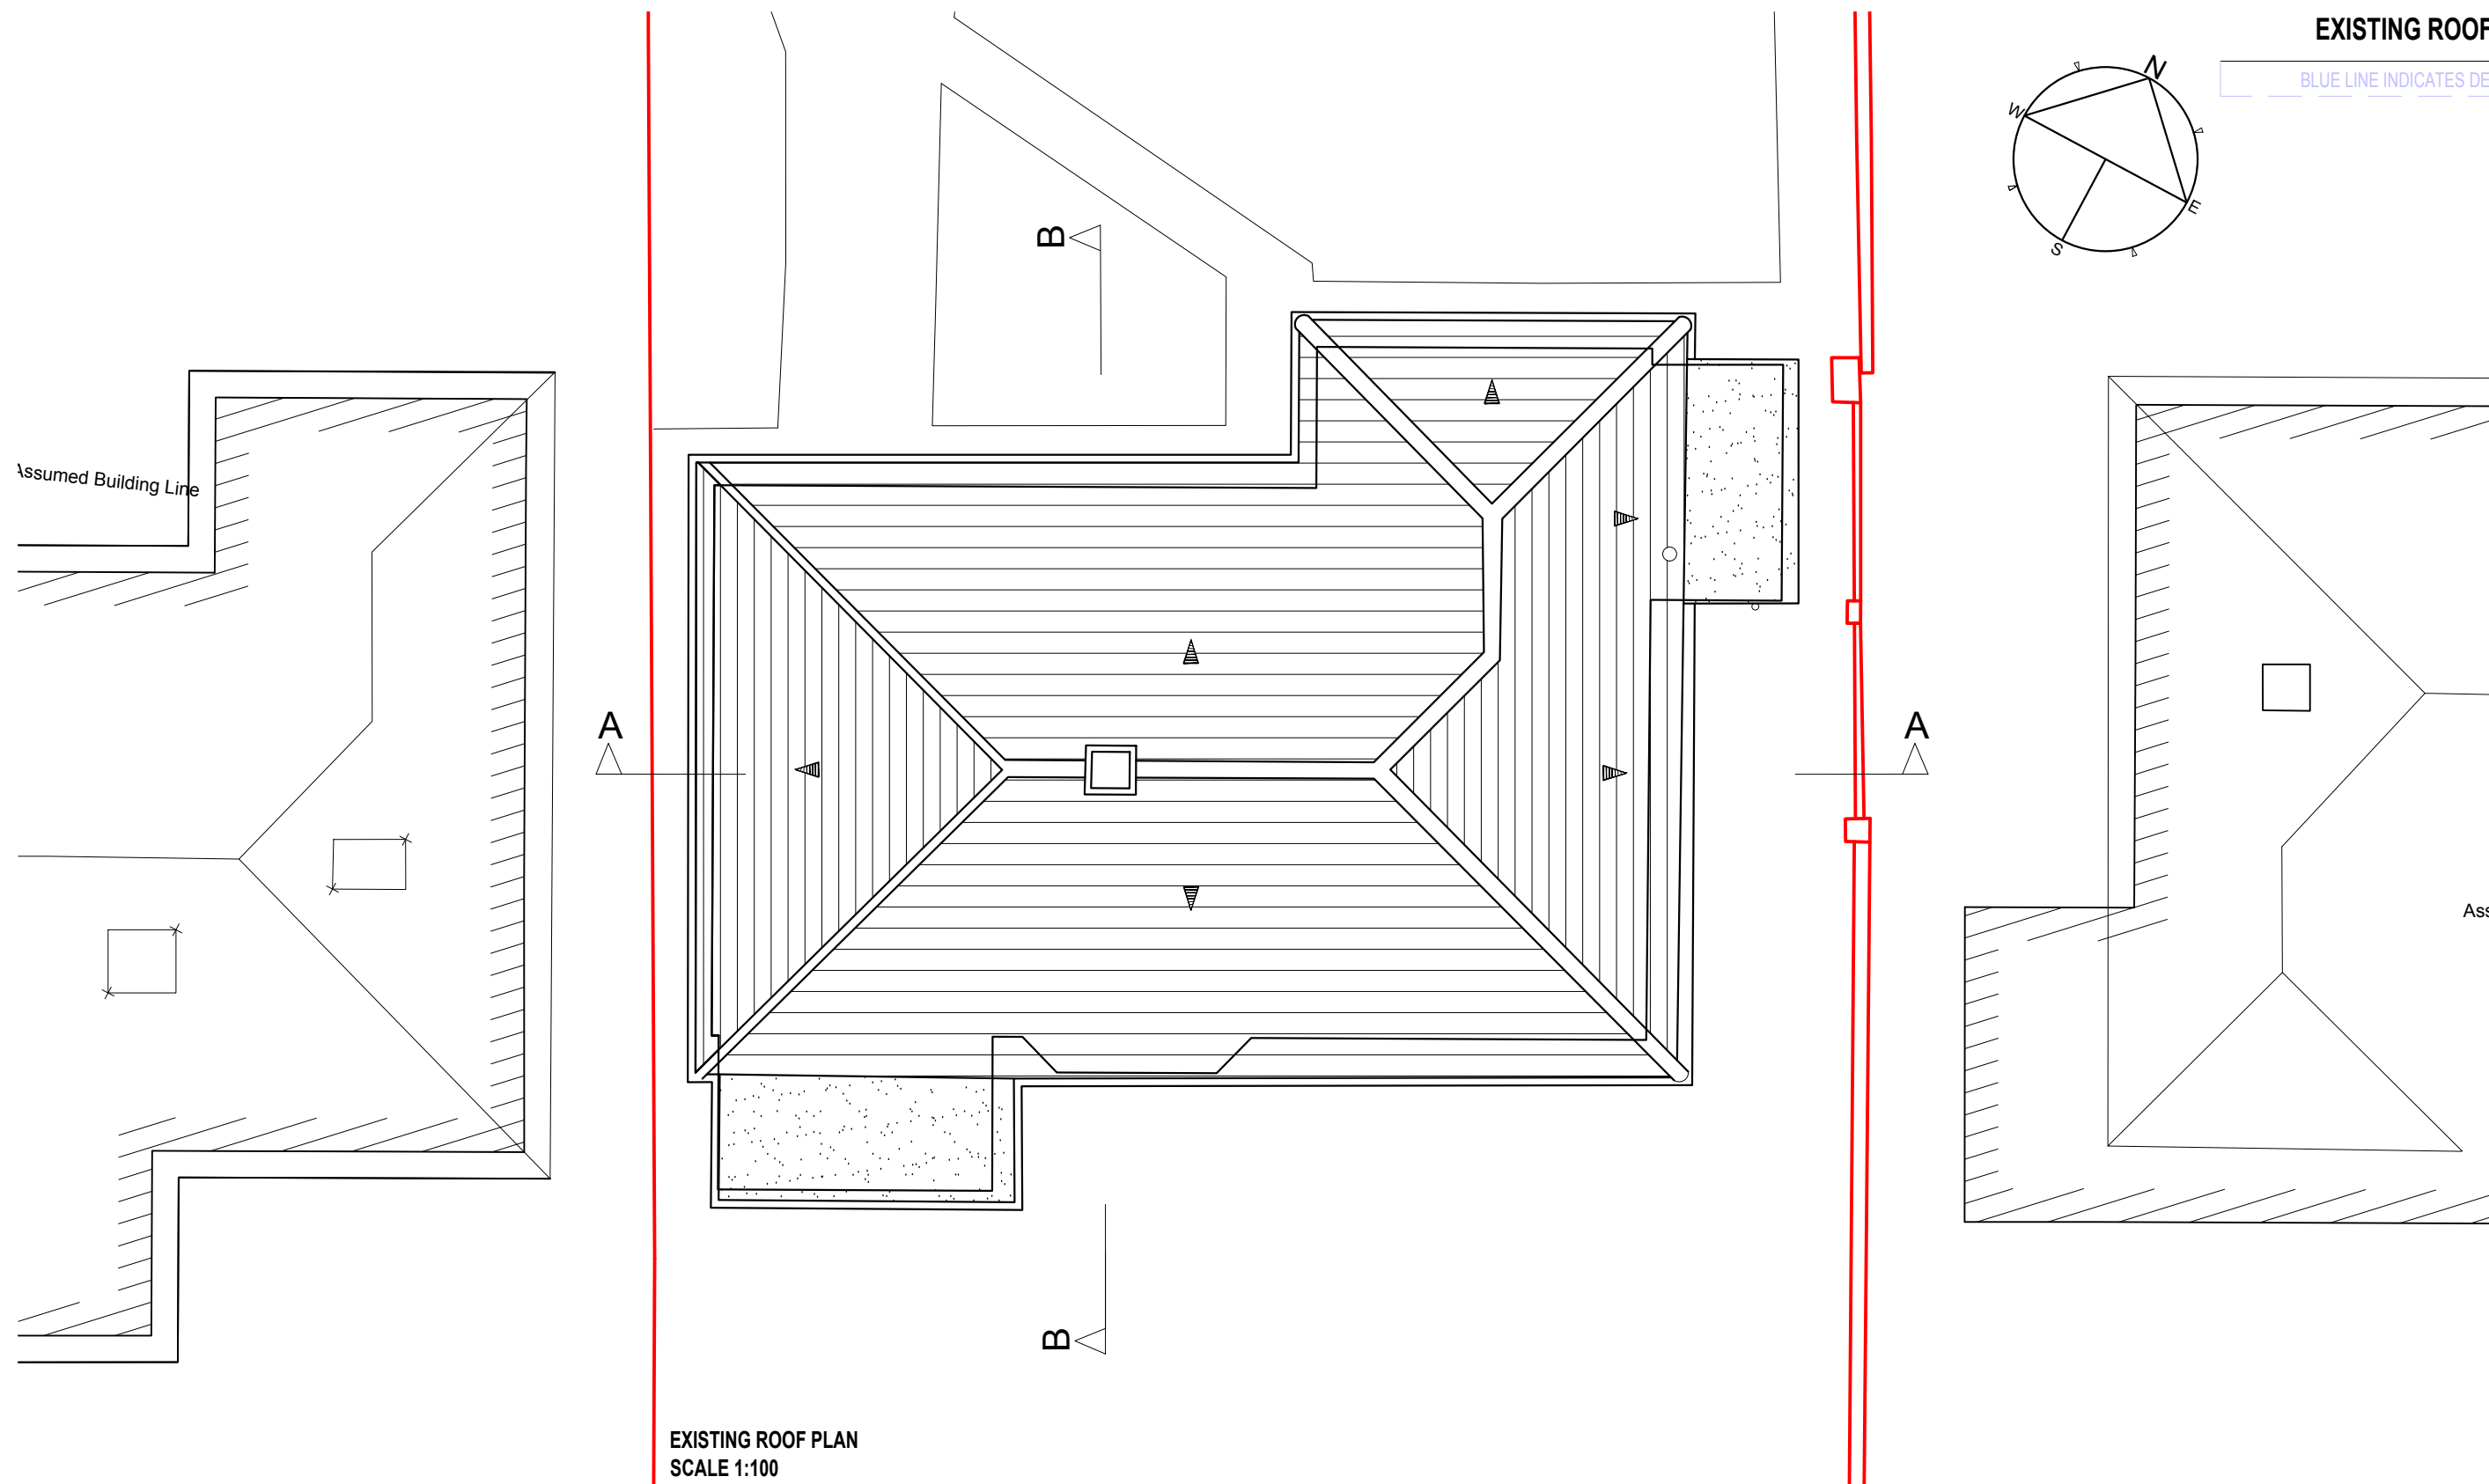 EXISTING ROOF
BLUE LINE INDICATES DE
N
W
E
S
B
Assumed Building Line
A
A
Ass
B
EXISTING ROOF PLAN
SCALE 1:100